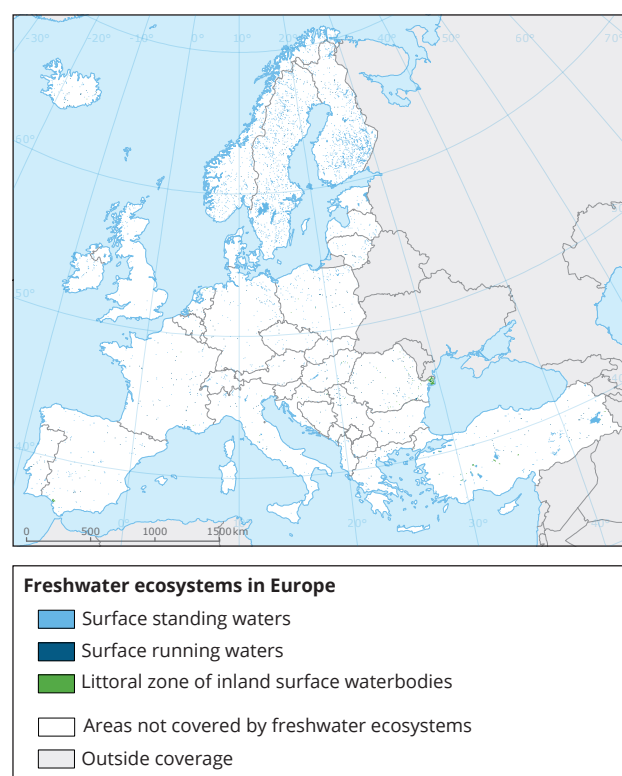 -30°
-20°
-10°
0°
10°
20°
30°
40°
50°
60°
70°
60°
50°
40°
0°
20°
30°
40°
0 500 1000 1500 km
Freshwater ecosystems in Europe
Surface standing waters
Surface running waters
Littoral zone of inland surface waterbodies
Areas not covered by freshwater ecosystems
Outside coverage